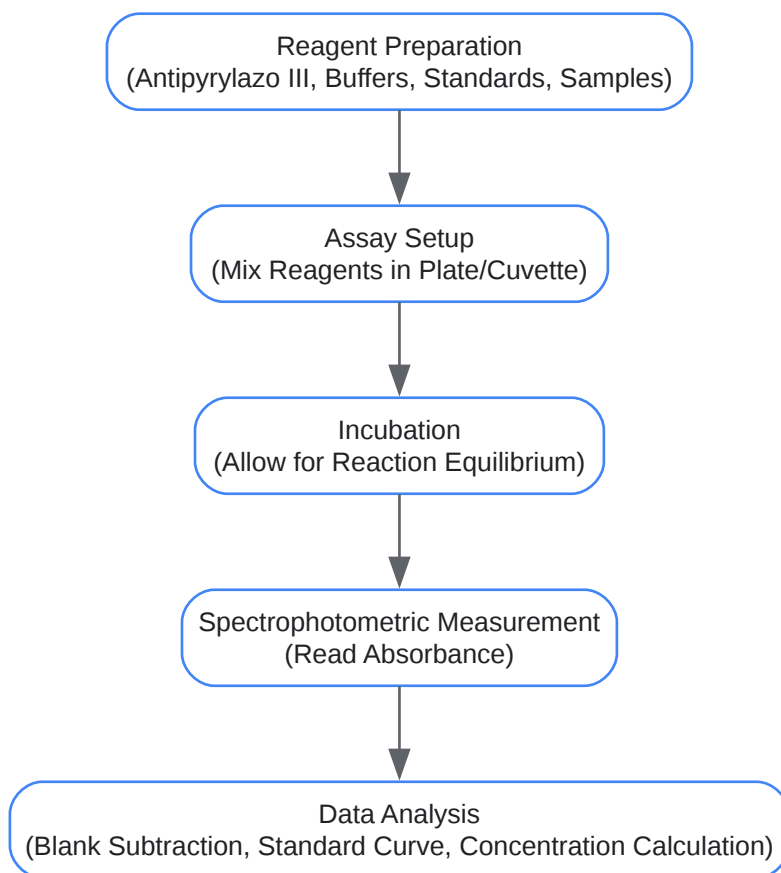 Reagent Preparation
(Antipyrylazo III, Buffers, Standards, Samples)
Assay Setup
(Mix Reagents in Plate/Cuvette)
Incubation
(Allow for Reaction Equilibrium)
Spectrophotometric Measurement
(Read Absorbance)
Data Analysis
(Blank Subtraction, Standard Curve, Concentration Calculation)